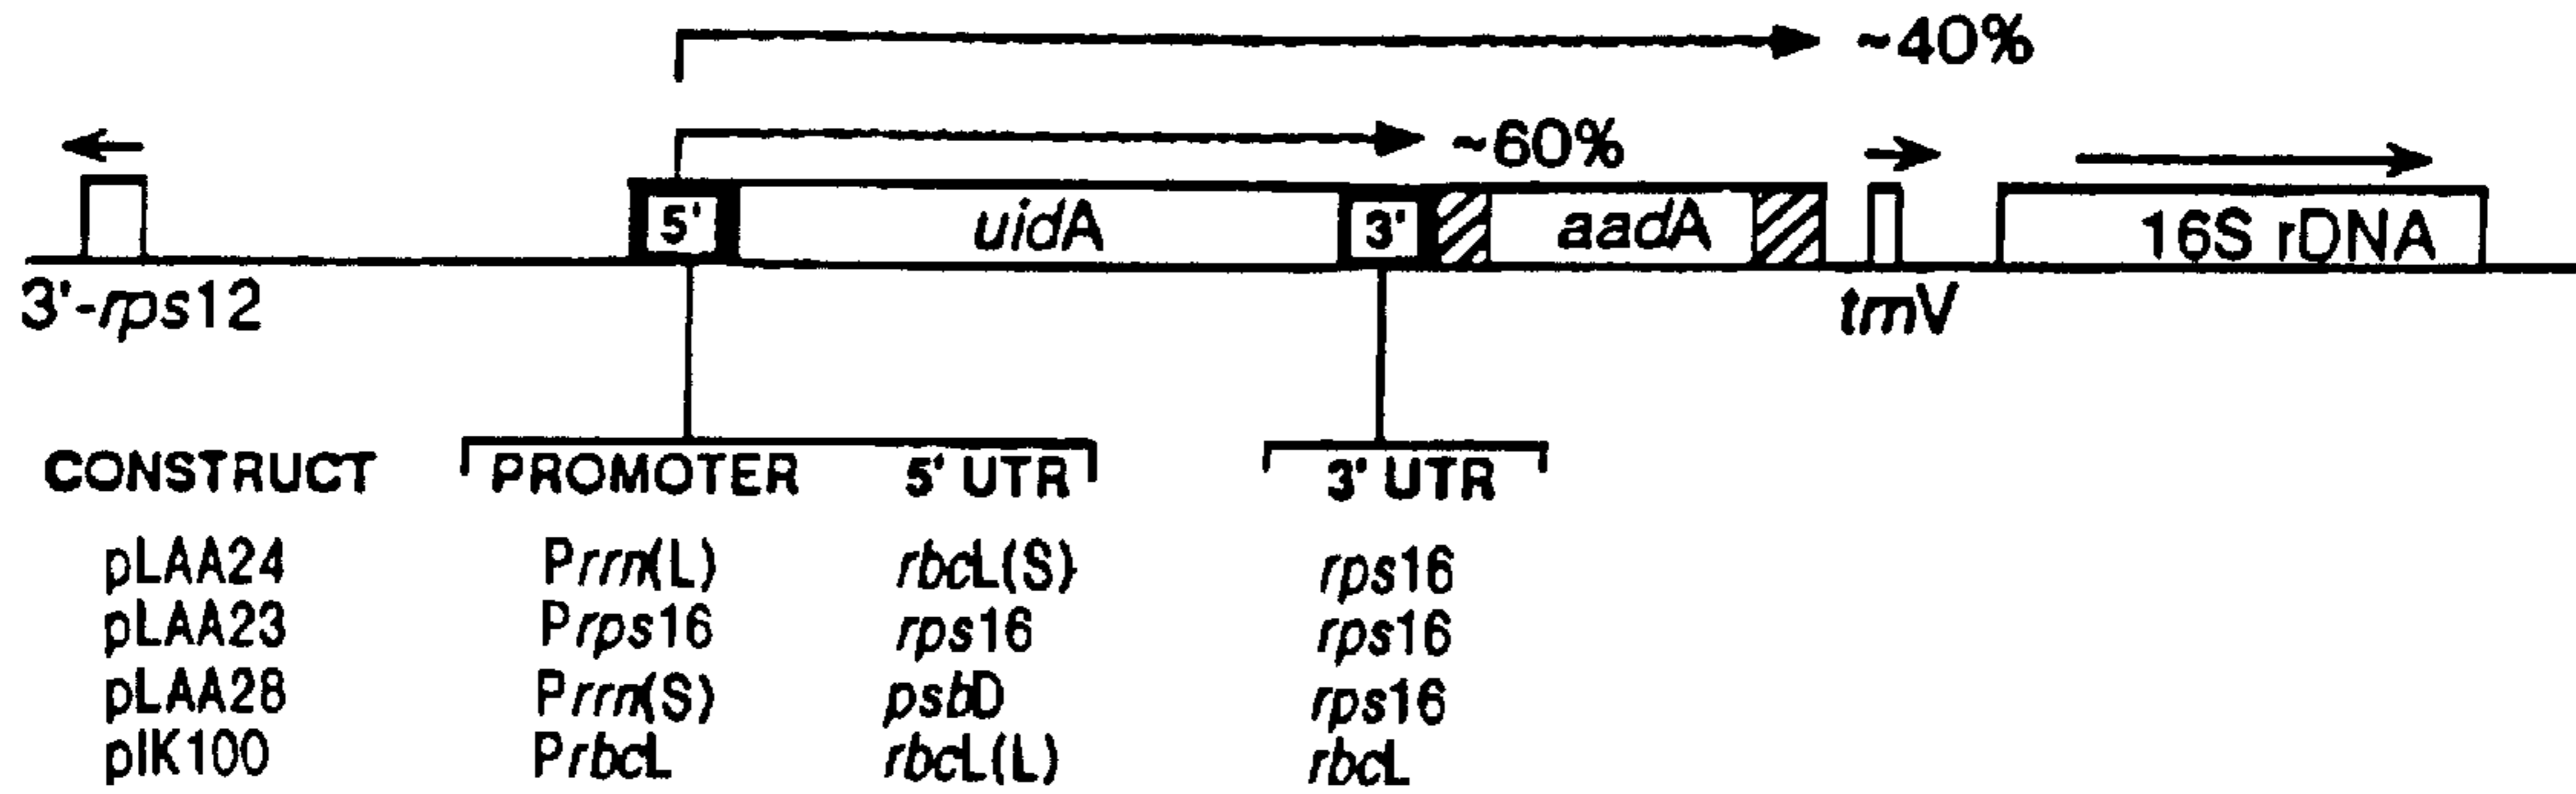 ~40%
~60%
5' uidA 3' aadA 16S rDNA
3'-rps12 trnV
CONSTRUCT PROMOTER 5' UTR 3' UTR
pLAA24 Prrn(L) rbcL(S) rps16
pLAA23 Prps16 rps16 rps16
pLAA28 Prrn(S) psbD rps16
pIK100 PrbcL rbcL(L) rbcL